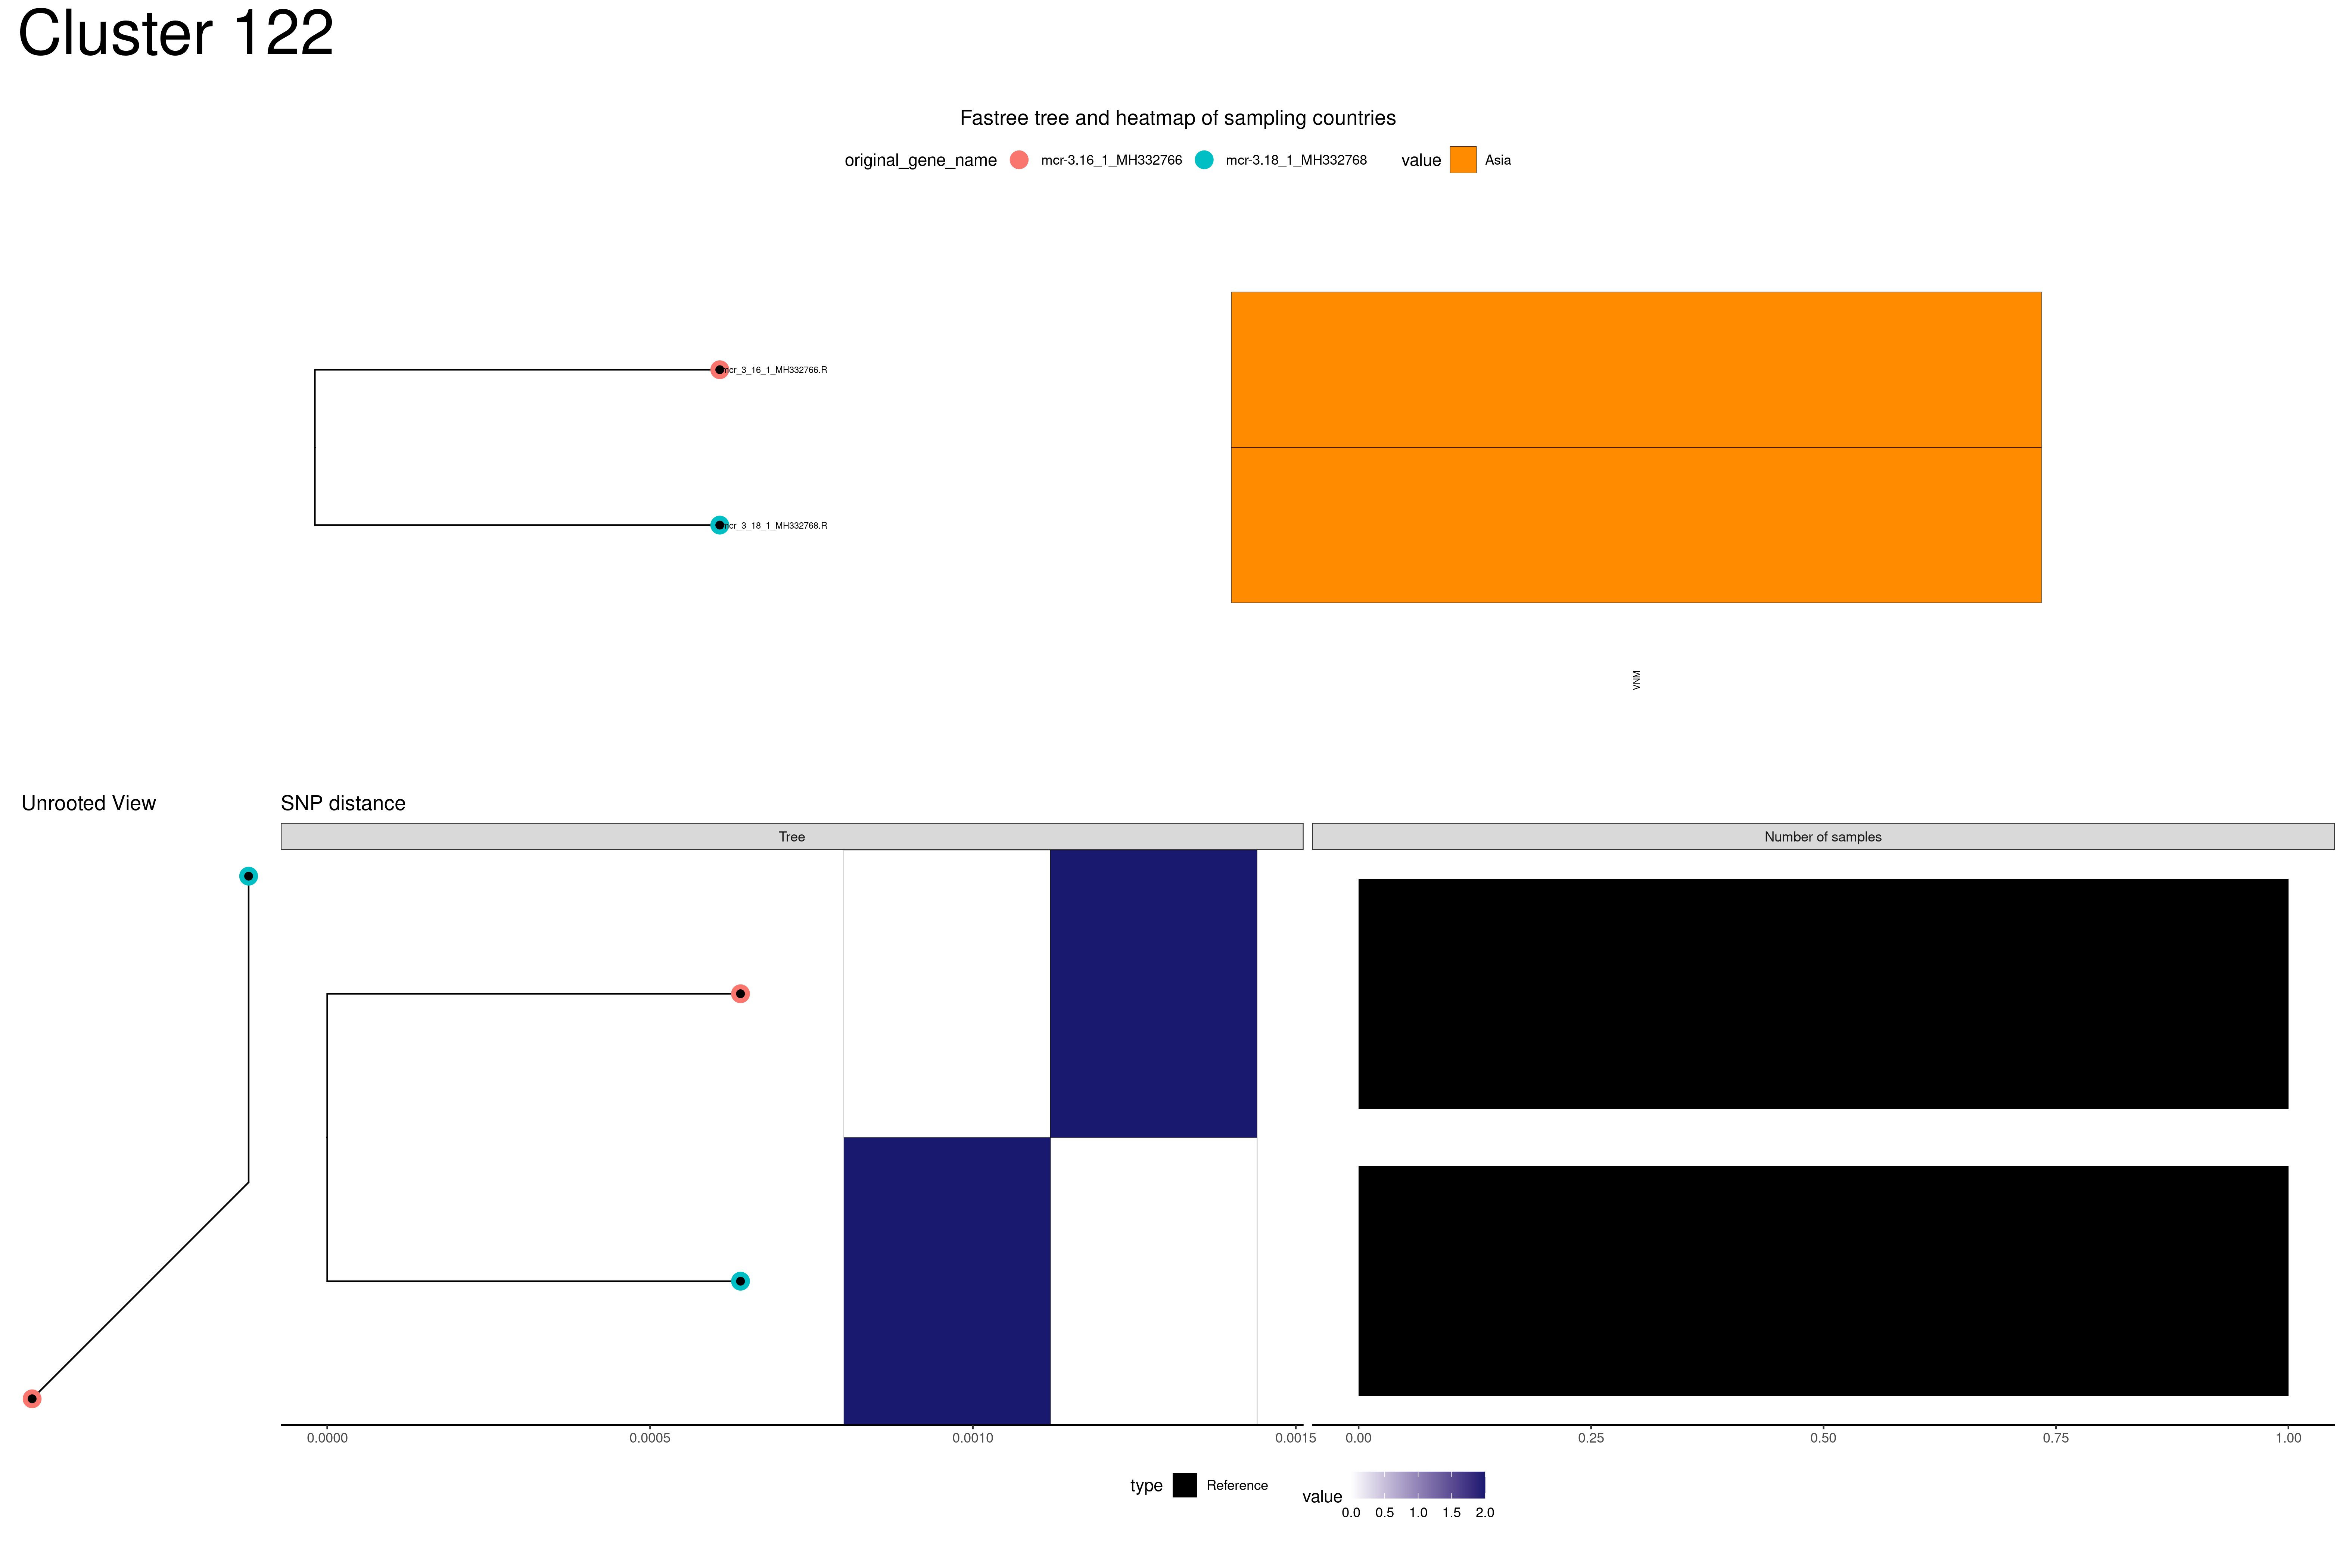 Cluster 122
Fastree tree and heatmap of sampling countries
original_gene_name mcr-3.16_1_MH332766 mcr-3.18_1_MH332768 value Asia
mcr_3_16_1_MH332766.R
mcr_3_18_1_MH332768.R
VNM
Unrooted View SNP distance
Tree Number of samples
0.0000 0.0005 0.0010 0.0015 0.00 0.25 0.50 0.75 1.00
type Reference value
0.0 0.5 1.0 1.5 2.0